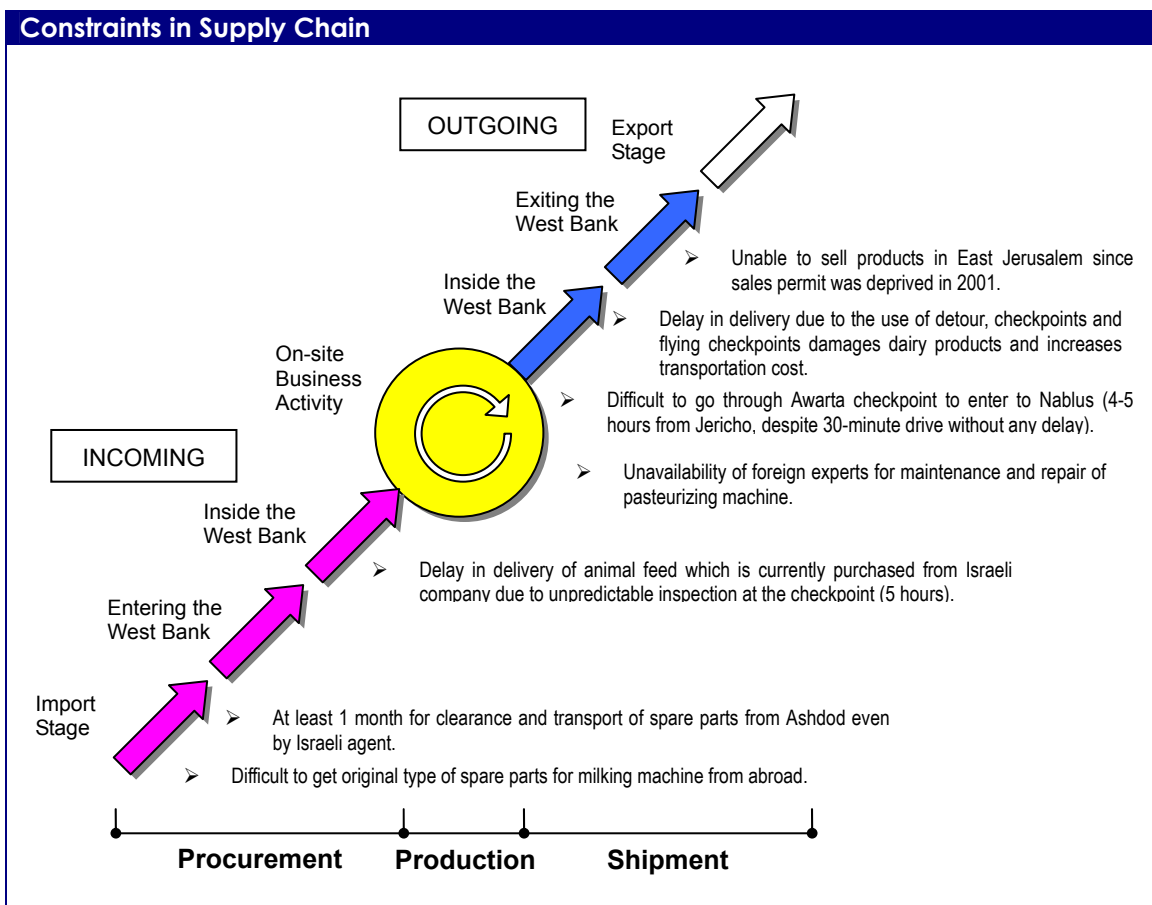 Constraints in Supply Chain
OUTGOING
Export
Stage
Exiting the
West Bank
➢ Unable to sell products in East Jerusalem since
sales permit was deprived in 2001.
Inside the
West Bank
➢ Delay in delivery due to the use of detour, checkpoints and
flying checkpoints damages dairy products and increases
transportation cost.
On-site
Business
Activity
➢ Difficult to go through Awarta checkpoint to enter to Nablus (4-5
hours from Jericho, despite 30-minute drive without any delay).
INCOMING
➢ Unavailability of foreign experts for maintenance and repair of
pasteurizing machine.
Inside the
West Bank
➢ Delay in delivery of animal feed which is currently purchased from Israeli
company due to unpredictable inspection at the checkpoint (5 hours).
Entering the
West Bank
Import
Stage
➢ At least 1 month for clearance and transport of spare parts from Ashdod even
by Israeli agent.
➢ Difficult to get original type of spare parts for milking machine from abroad.
Procurement Production Shipment